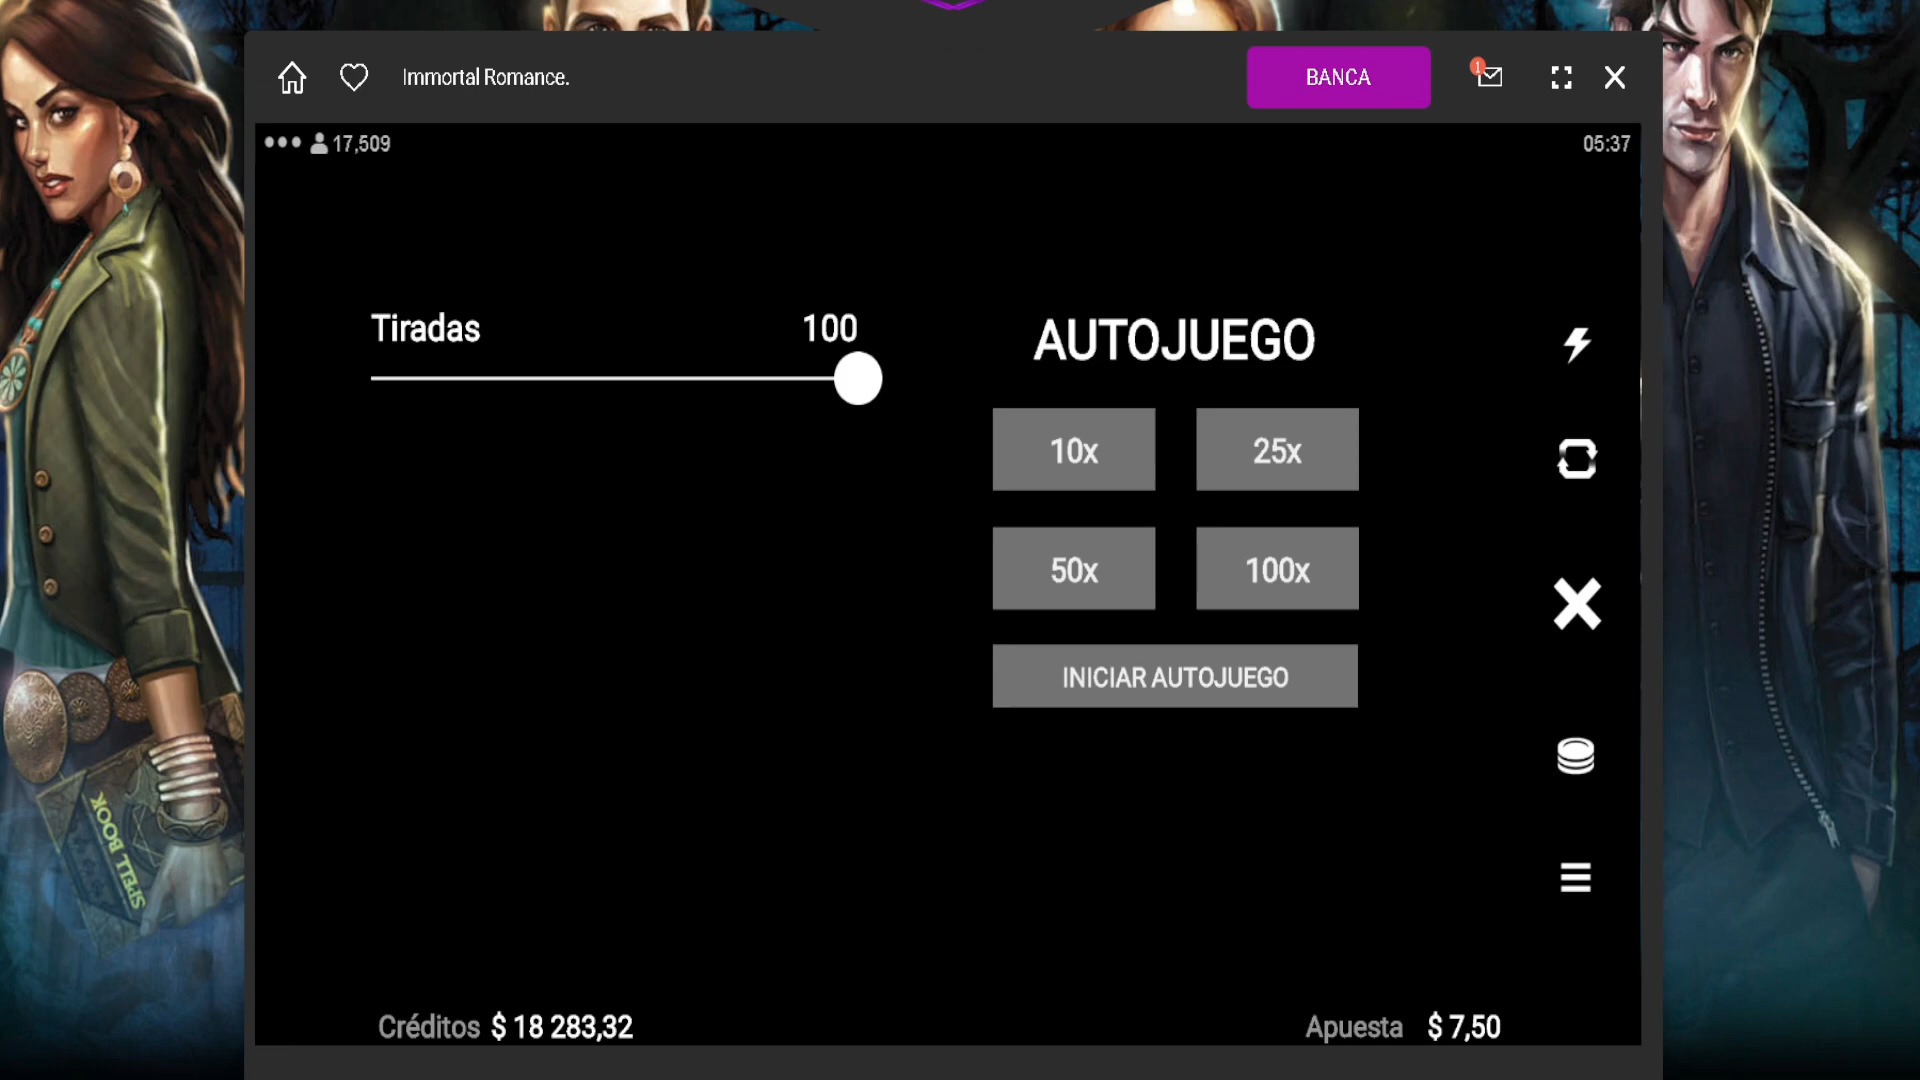 Immortal Romance.
BANCA
1
17,509
05:37
Tiradas
100
AUTOJUEGO
10x
25x
50x
100x
INICIAR AUTOJUEGO
SPELL BOOK
Créditos $ 18 283,32
Apuesta $ 7,50